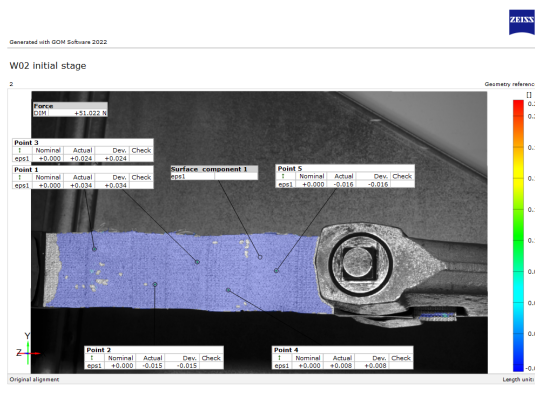 ZEISS
Generated with GOM Software 2022
W02 initial stage
2
Geometry referenc
[]
Force
DIM +51.022 N
Point 3
I Nominal Actual Dev. Check
eps1 +0.000 +0.024 +0.024
Point 1
I Nominal Actual Dev. Check
eps1 +0.000 +0.034 +0.034
Surface component 1
eps1
Point 5
I Nominal Actual Dev. Check
eps1 +0.000 -0.016 -0.016
Y
Z
Point 2
I Nominal Actual Dev. Check
eps1 +0.000 -0.015 -0.015
Point 4
I Nominal Actual Dev. Check
eps1 +0.000 +0.008 +0.008
Original alignment
Length unit: